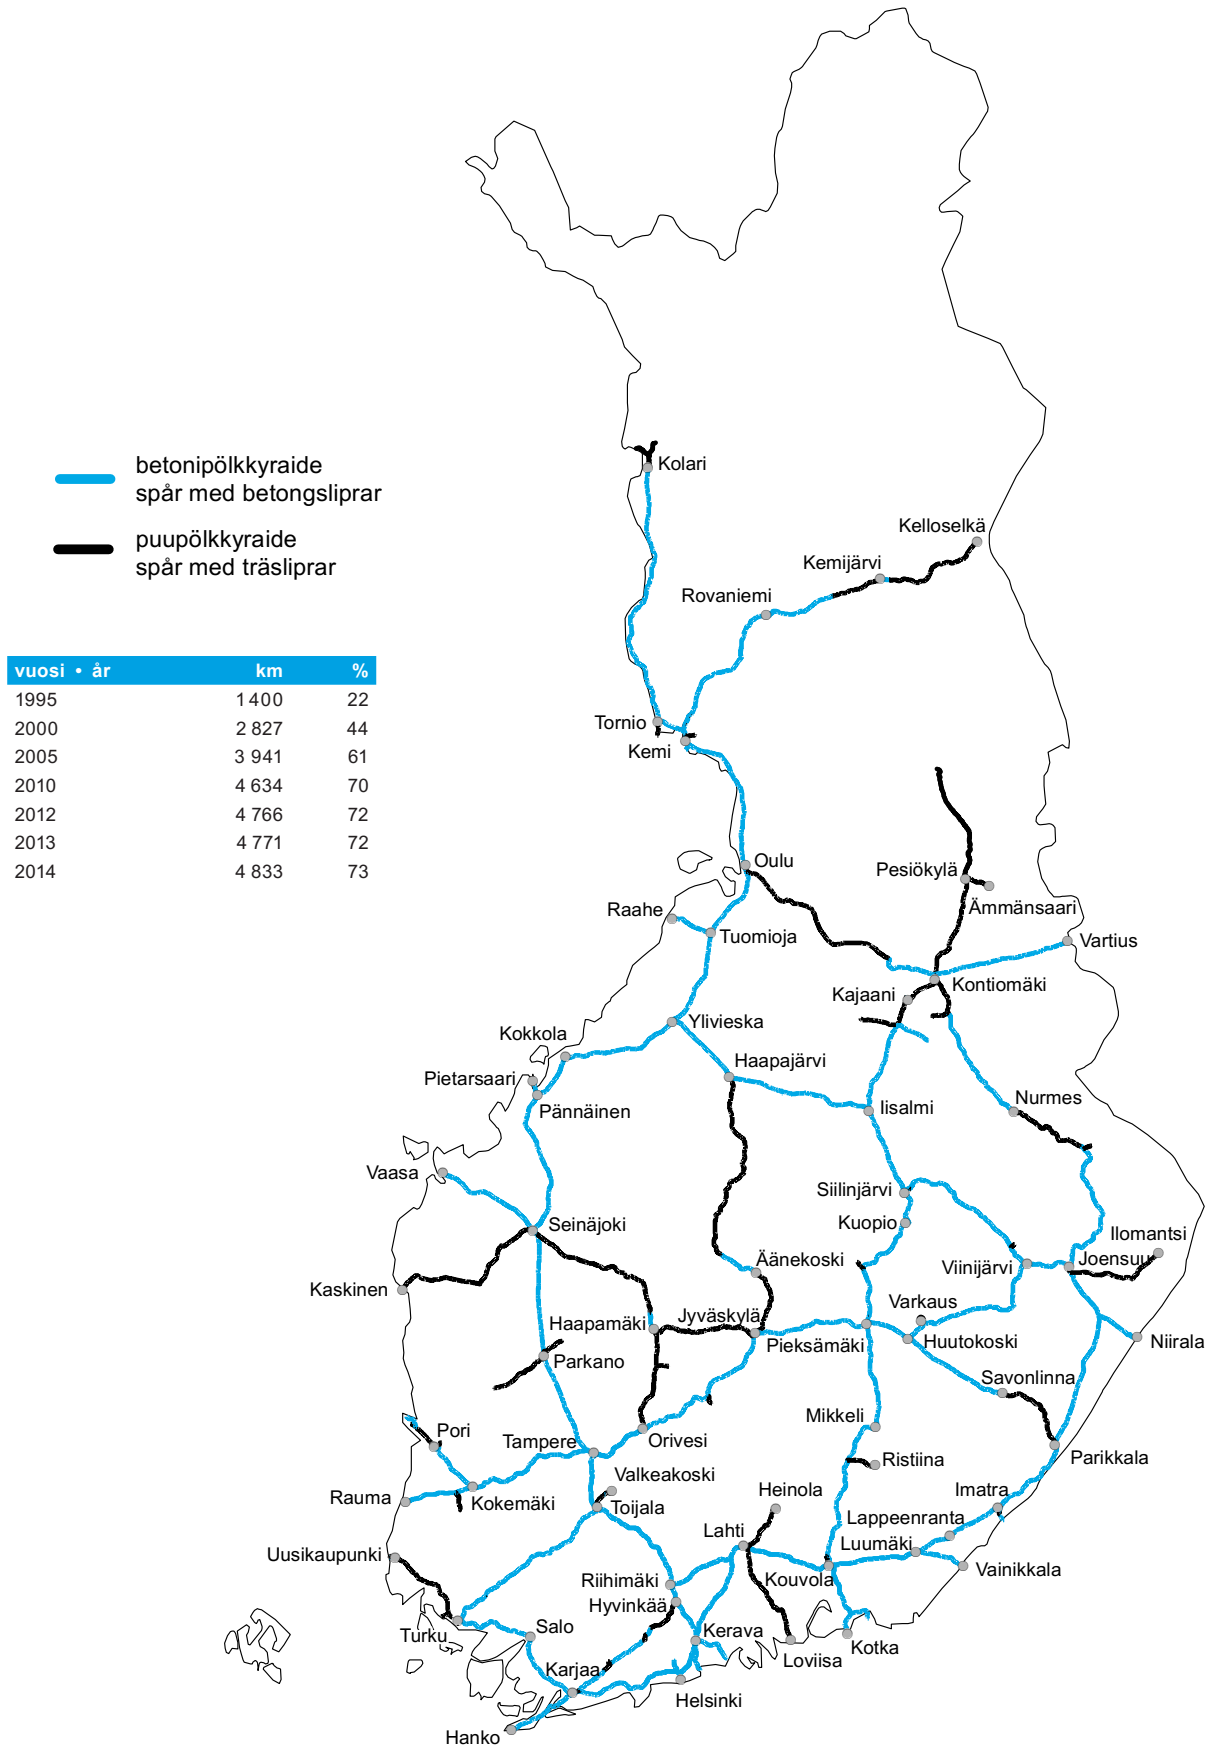 betonipölkkyraide
spår med betongsliprar
puupölkkyraide
spår med träsliprar
vuosi • år km %
1995 1 400 22
2000 2 827 44
2005 3 941 61
2010 4 634 70
2012 4 766 72
2013 4 771 72
2014 4 833 73
Kolari
Kelloselkä
Kemijärvi
Rovaniemi
Tornio
Kemi
Oulu
Pesiökylä
Ämmänsaari
Raahe
Tuomioja
Vartius
Kontiomäki
Kajaani
Ylivieska
Kokkola
Haapajärvi
Pietarsaari
Pännäinen
Iisalmi
Nurmes
Vaasa
Siilinjärvi
Kuopio
Seinäjoki
Ilomantsi
Joensuu
Viinijärvi
Äänekoski
Kaskinen
Varkaus
Haapamäki
Jyväskylä
Pieksämäki
Huutokoski
Niirala
Parkano
Savonlinna
Mikkeli
Pori
Tampere
Orivesi
Parikkala
Ristiina
Valkeakoski
Heinola
Imatra
Rauma
Kokemäki
Toijala
Lappeenranta
Lahti
Luumäki
Uusikaupunki
Vainikkala
Kouvola
Riihimäki
Hyvinkää
Turku
Salo
Kerava
Loviisa
Kotka
Karjaa
Helsinki
Hanko